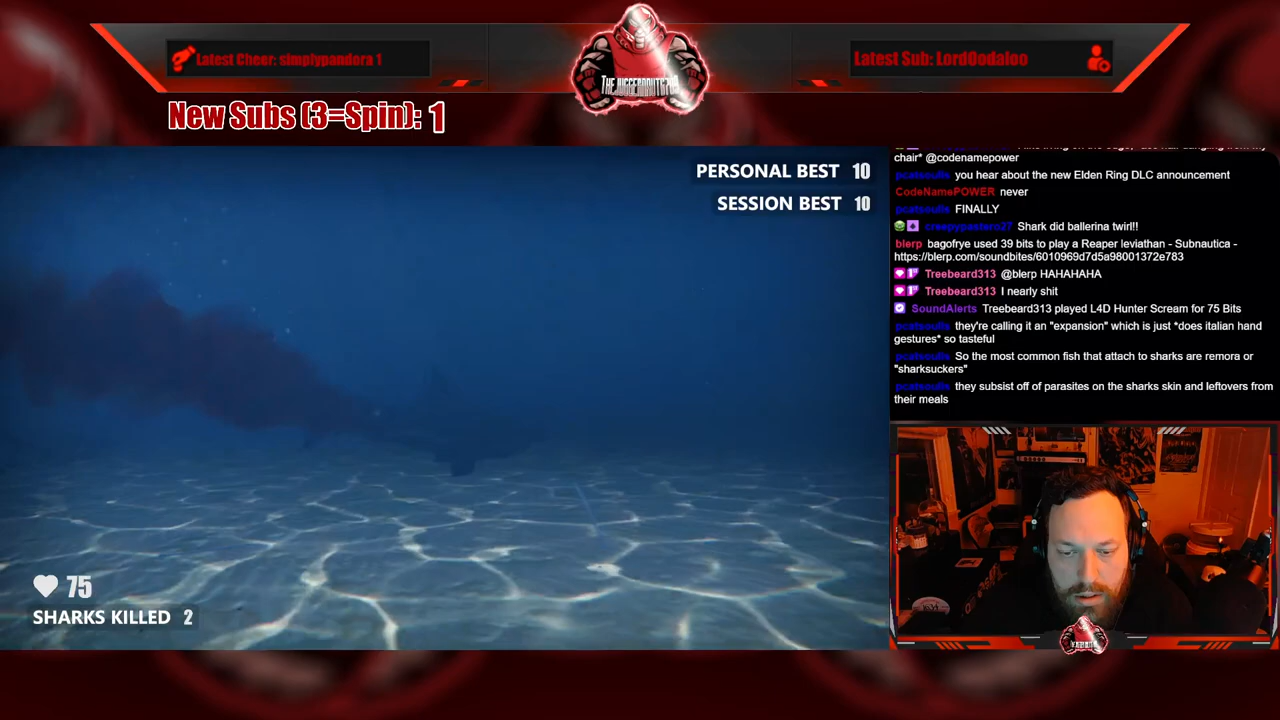 Latest Cheer: simplypandora 1
Latest Sub: LordOodaloo
THEJUGGERNAUT6789
New Subs (3=Spin): 1
PERSONAL BEST 10
SESSION BEST 10
chair* @codenamepower
pcatsoulis you hear about the new Elden Ring DLC announcement
CodeNamePOWER never
pcatsoulis FINALLY
creepypastero27 Shark did ballerina twirl!!
blerp bagofrye used 39 bits to play a Reaper leviathan - Subnautica -
https://blerp.com/soundbites/6010969d7d5a98001372e783
Treebeard313 @blerp HAHAHAHA
Treebeard313 I nearly shit
SoundAlerts Treebeard313 played L4D Hunter Scream for 75 Bits
pcatsoulis they're calling it an "expansion" which is just *does italian hand
gestures* so tasteful
pcatsoulis So the most common fish that attach to sharks are remora or
"sharksuckers"
pcatsoulis they subsist off of parasites on the sharks skin and leftovers from
their meals
75
SHARKS KILLED 2